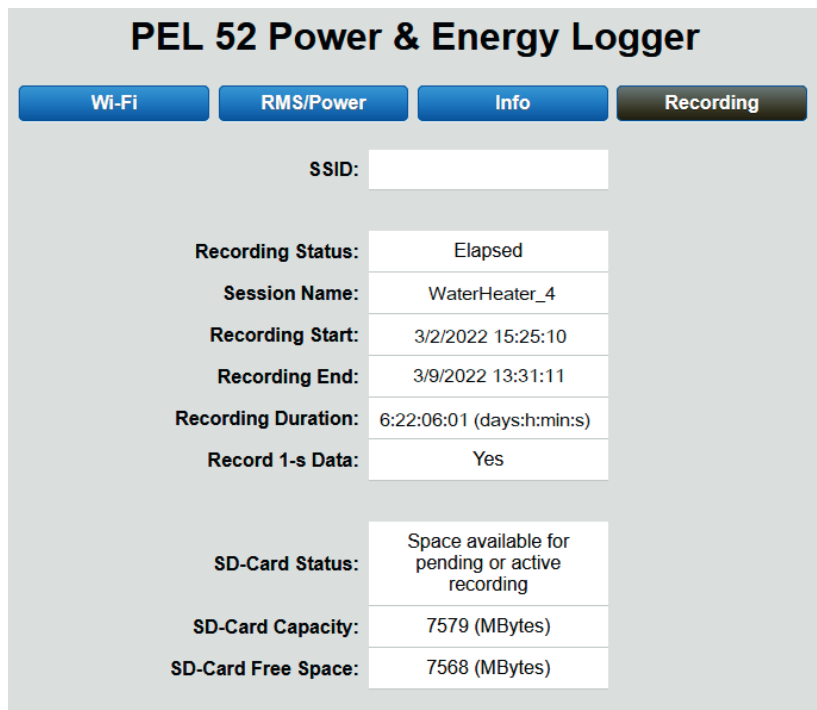 PEL 52 Power & Energy Logger
Wi-Fi RMS/Power Info Recording
SSID:
Recording Status: Elapsed
Session Name: WaterHeater_4
Recording Start: 3/2/2022 15:25:10
Recording End: 3/9/2022 13:31:11
Recording Duration: 6:22:06:01 (days:h:min:s)
Record 1-s Data: Yes
Space available for
SD-Card Status: pending or active
recording
SD-Card Capacity: 7579 (MBytes)
SD-Card Free Space: 7568 (MBytes)